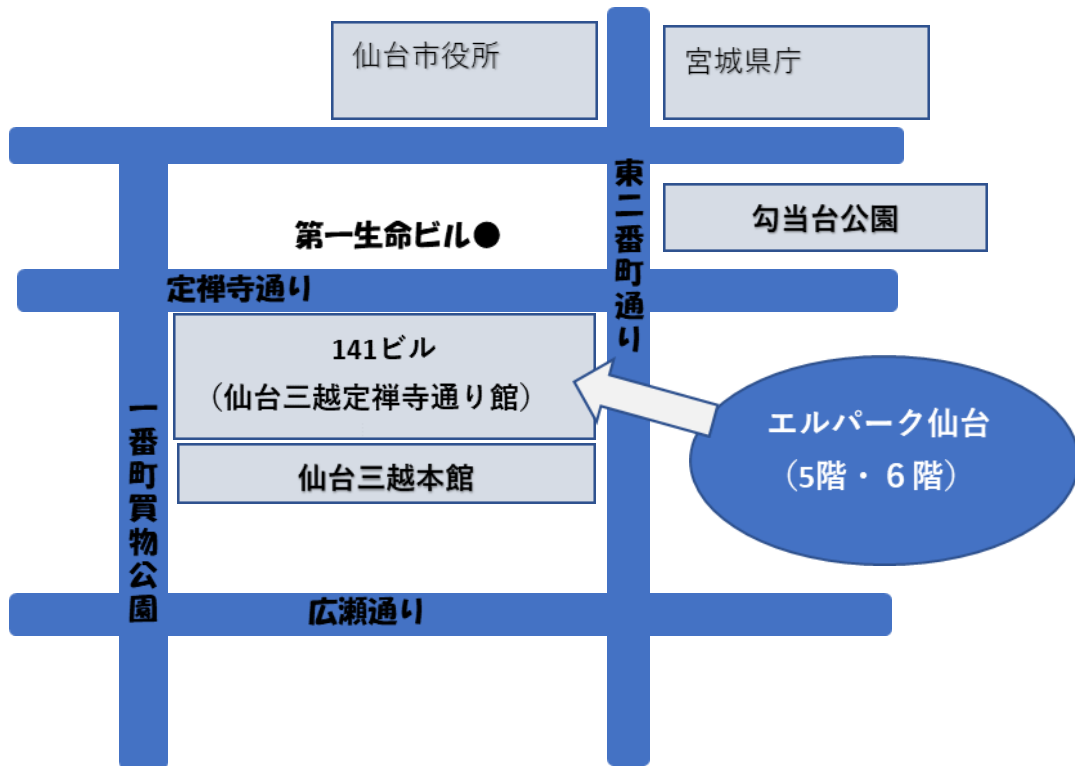 仙台市役所
宮城県庁
東二番町通り
勾当台公園
第一生命ビル●
定禅寺通り
141ビル
（仙台三越定禅寺通り館）
エルパーク仙台
（5階・６階）
一番町買物公園
仙台三越本館
広瀬通り